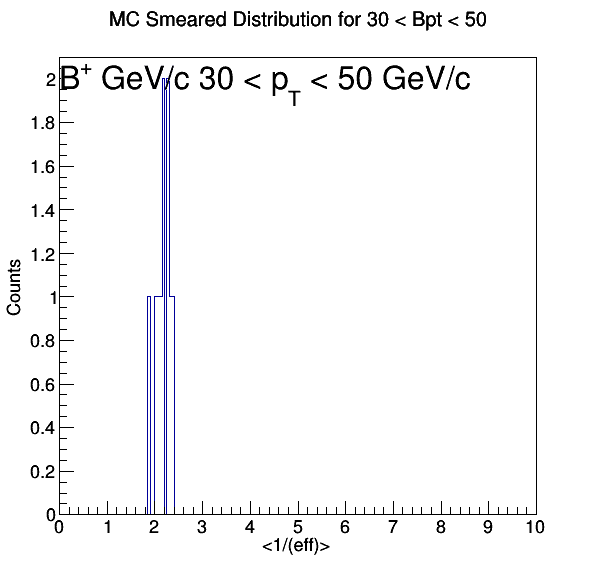 MC Smeared Distribution for 30 < Bpt < 50
B⁺ GeV/c 30 < p_T < 50 GeV/c
Counts
2
1.8
1.6
1.4
1.2
1
0.8
0.6
0.4
0.2
0
0 1 2 3 4 5 6 7 8 9 10
<1/(eff)>